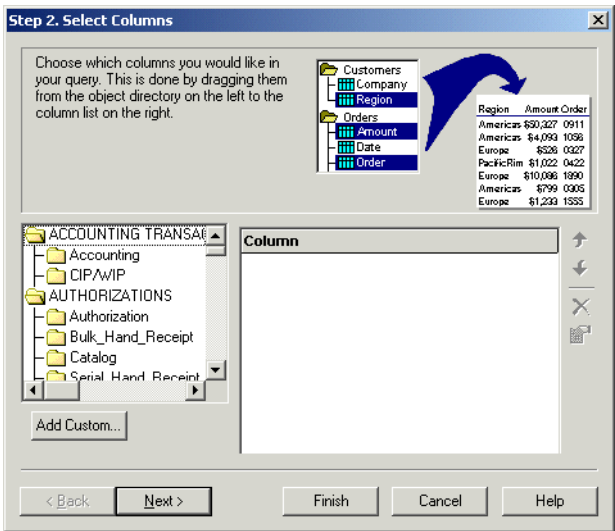 Step 2. Select Columns
Choose which columns you would like in
your query. This is done by dragging them
from the object directory on the left to the
column list on the right.
Customers
Company
Region
Orders
Amount
Date
Order
Region Amount Order
Americas $50,327 0911
Americas $4,093 1056
Europe $526 0327
PacificRim $1,022 0422
Europe $10,086 1890
Americas $799 0305
Europe $1,233 1555
ACCOUNTING TRANSA
Accounting
CIP/WIP
AUTHORIZATIONS
Authorization
Bulk_Hand_Receipt
Catalog
Serial_Hand_Receipt
Column
Add Custom...
< Back
Next >
Finish
Cancel
Help